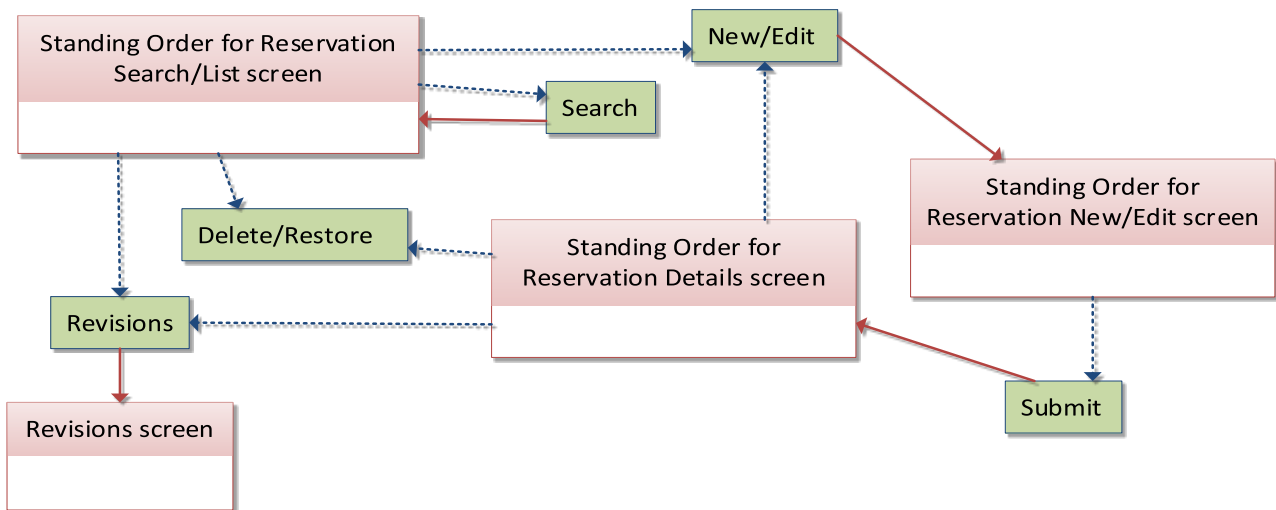 Standing Order for Reservation
Search/List screen
New/Edit
Search
Standing Order for
Reservation New/Edit screen
Delete/Restore
Standing Order for
Reservation Details screen
Revisions
Submit
Revisions screen